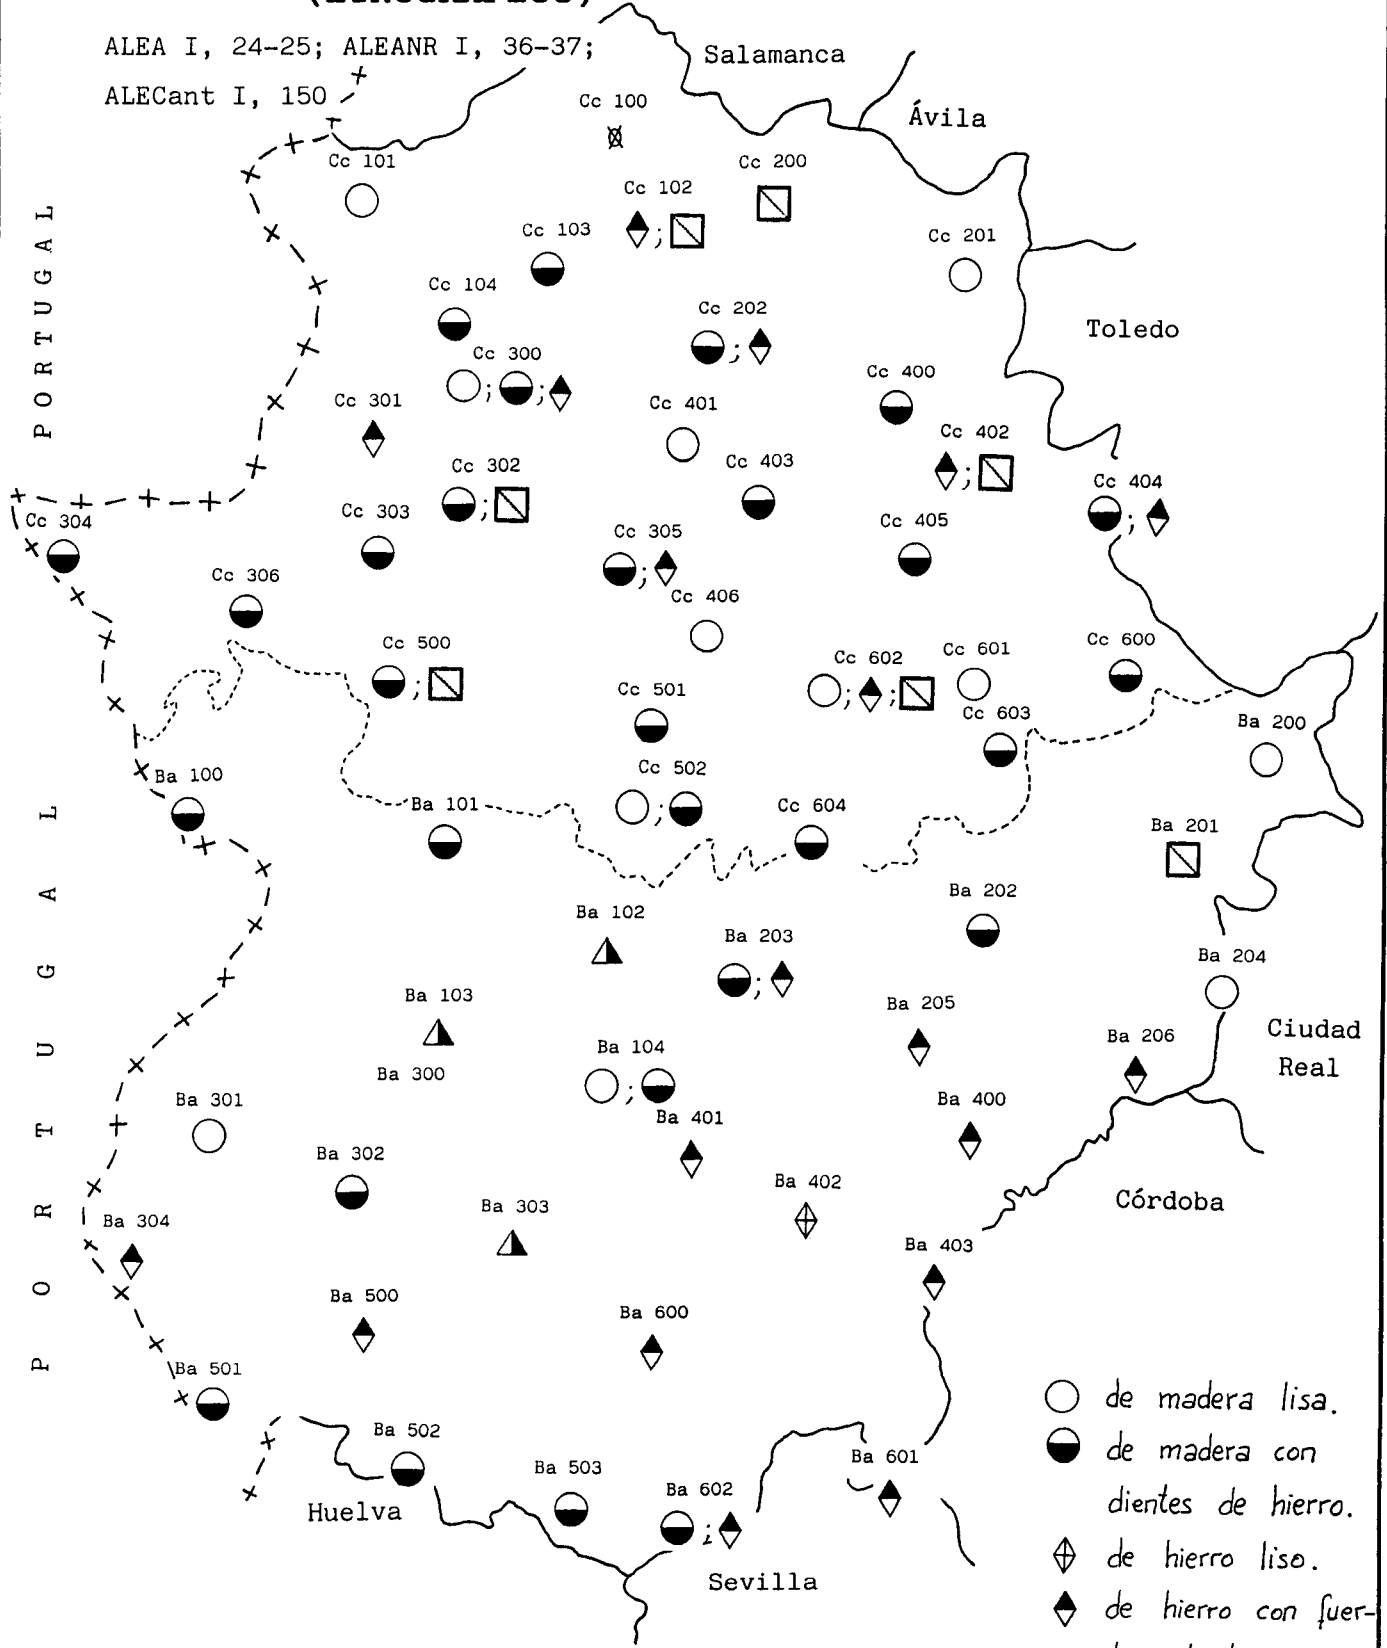 ALEA I, 24-25; ALEANR I, 36-37;
ALECant I, 150
Salamanca
Ávila
Cc 100
Cc 101
Cc 200
Cc 102
Cc 103
Cc 201
Cc 104
Cc 202
Toledo
Cc 300
Cc 400
Cc 301
Cc 401
Cc 402
Cc 302
Cc 403
Cc 404
Cc 303
Cc 304
Cc 405
Cc 305
Cc 306
Cc 406
Cc 500
Cc 602
Cc 601
Cc 600
Cc 501
Cc 603
Ba 200
Cc 502
Ba 100
Ba 101
Cc 604
Ba 201
Ba 202
Ba 102
Ba 203
Ba 204
Ba 103
Ba 205
Ciudad
Real
Ba 206
Ba 104
Ba 300
Ba 301
Ba 401
Ba 400
Ba 302
Ba 402
Córdoba
Ba 303
Ba 304
Ba 403
Ba 500
Ba 600
Ba 501
Ba 502
Ba 503
Ba 601
Ba 602
Huelva
Sevilla
PORTUGAL
PORTUGAL
de madera lisa.
de madera con
dientes de hierro.
de hierro liso.
de hierro con fuer-